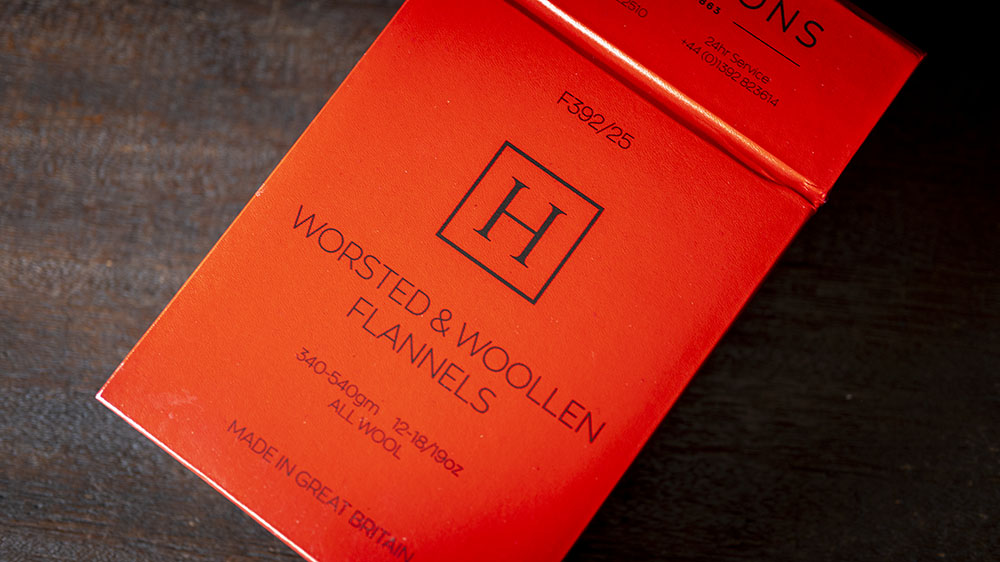 ONS
24hr Service
+44 (0)1392 823614
F392/25
H
WORSTED & WOOLLEN
FLANNELS
340-540gm 12-18/19oz
ALL WOOL
MADE IN GREAT BRITAIN